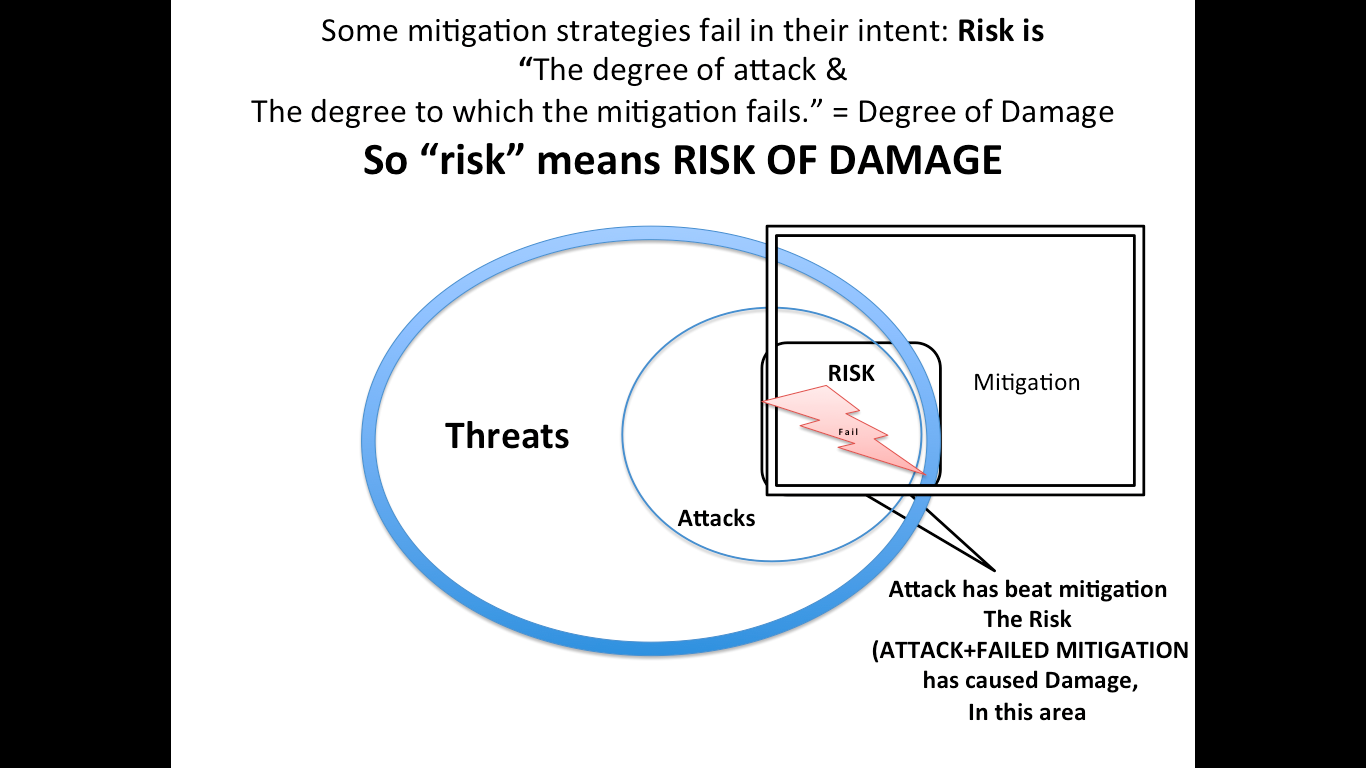 Some mitigation strategies fail in their intent: Risk is
“The degree of attack &
The degree to which the mitigation fails.” = Degree of Damage
So “risk” means RISK OF DAMAGE
RISK
Mitigation
Fail
Threats
Attacks
Attack has beat mitigation
The Risk
(ATTACK+FAILED MITIGATION
has caused Damage,
In this area